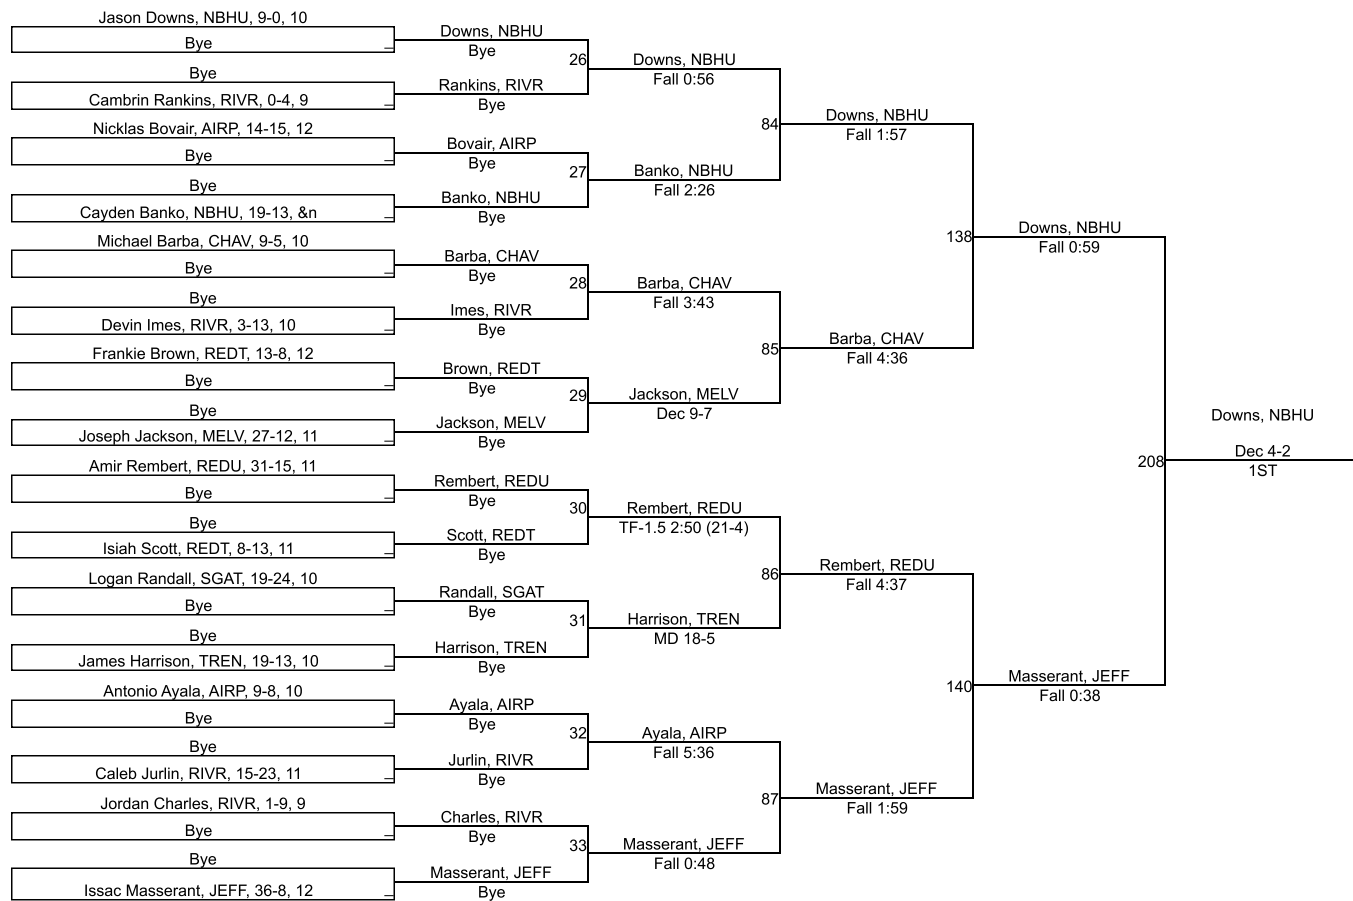 Jason Downs, NBHU, 9-0, 10
Bye
Bye
Cambrin Rankins, RIVR, 0-4, 9
Nicklas Bovair, AIRP, 14-15, 12
Bye
Bye
Cayden Banko, NBHU, 19-13, &n
Michael Barba, CHAV, 9-5, 10
Bye
Bye
Devin Imes, RIVR, 3-13, 10
Frankie Brown, REDT, 13-8, 12
Bye
Bye
Joseph Jackson, MELV, 27-12, 11
Amir Rembert, REDU, 31-15, 11
Bye
Bye
Isiah Scott, REDT, 8-13, 11
Logan Randall, SGAT, 19-24, 10
Bye
Bye
James Harrison, TREN, 19-13, 10
Antonio Ayala, AIRP, 9-8, 10
Bye
Bye
Caleb Jurlin, RIVR, 15-23, 11
Jordan Charles, RIVR, 1-9, 9
Bye
Bye
Issac Masserant, JEFF, 36-8, 12
Downs, NBHU
Bye
26
Rankins, RIVR
Bye
Bovair, AIRP
Bye
27
Banko, NBHU
Bye
Barba, CHAV
Bye
28
Imes, RIVR
Bye
Brown, REDT
Bye
29
Jackson, MELV
Bye
Rembert, REDU
Bye
30
Scott, REDT
Bye
Randall, SGAT
Bye
31
Harrison, TREN
Bye
Ayala, AIRP
Bye
32
Jurlin, RIVR
Bye
Charles, RIVR
Bye
33
Masserant, JEFF
Bye
Downs, NBHU
Fall 0:56
84
Banko, NBHU
Fall 2:26
Barba, CHAV
Fall 3:43
85
Jackson, MELV
Dec 9-7
Rembert, REDU
TF-1.5 2:50 (21-4)
86
Harrison, TREN
MD 18-5
Ayala, AIRP
Fall 5:36
87
Masserant, JEFF
Fall 0:48
Downs, NBHU
Fall 1:57
138
Barba, CHAV
Fall 4:36
Rembert, REDU
Fall 4:37
140
Masserant, JEFF
Fall 1:59
Downs, NBHU
Fall 0:59
208
Masserant, JEFF
Fall 0:38
Downs, NBHU
Dec 4-2
1ST